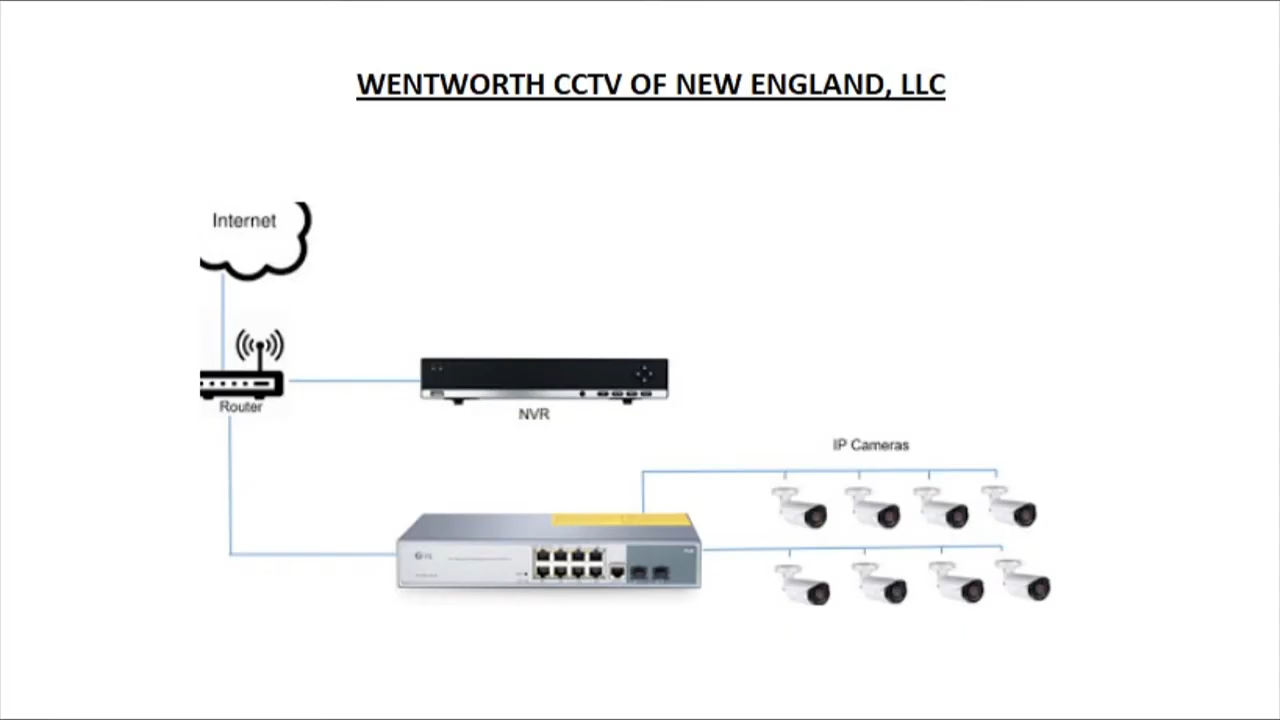 WENTWORTH CCTV OF NEW ENGLAND, LLC
Internet
Router
NVR
IP Cameras